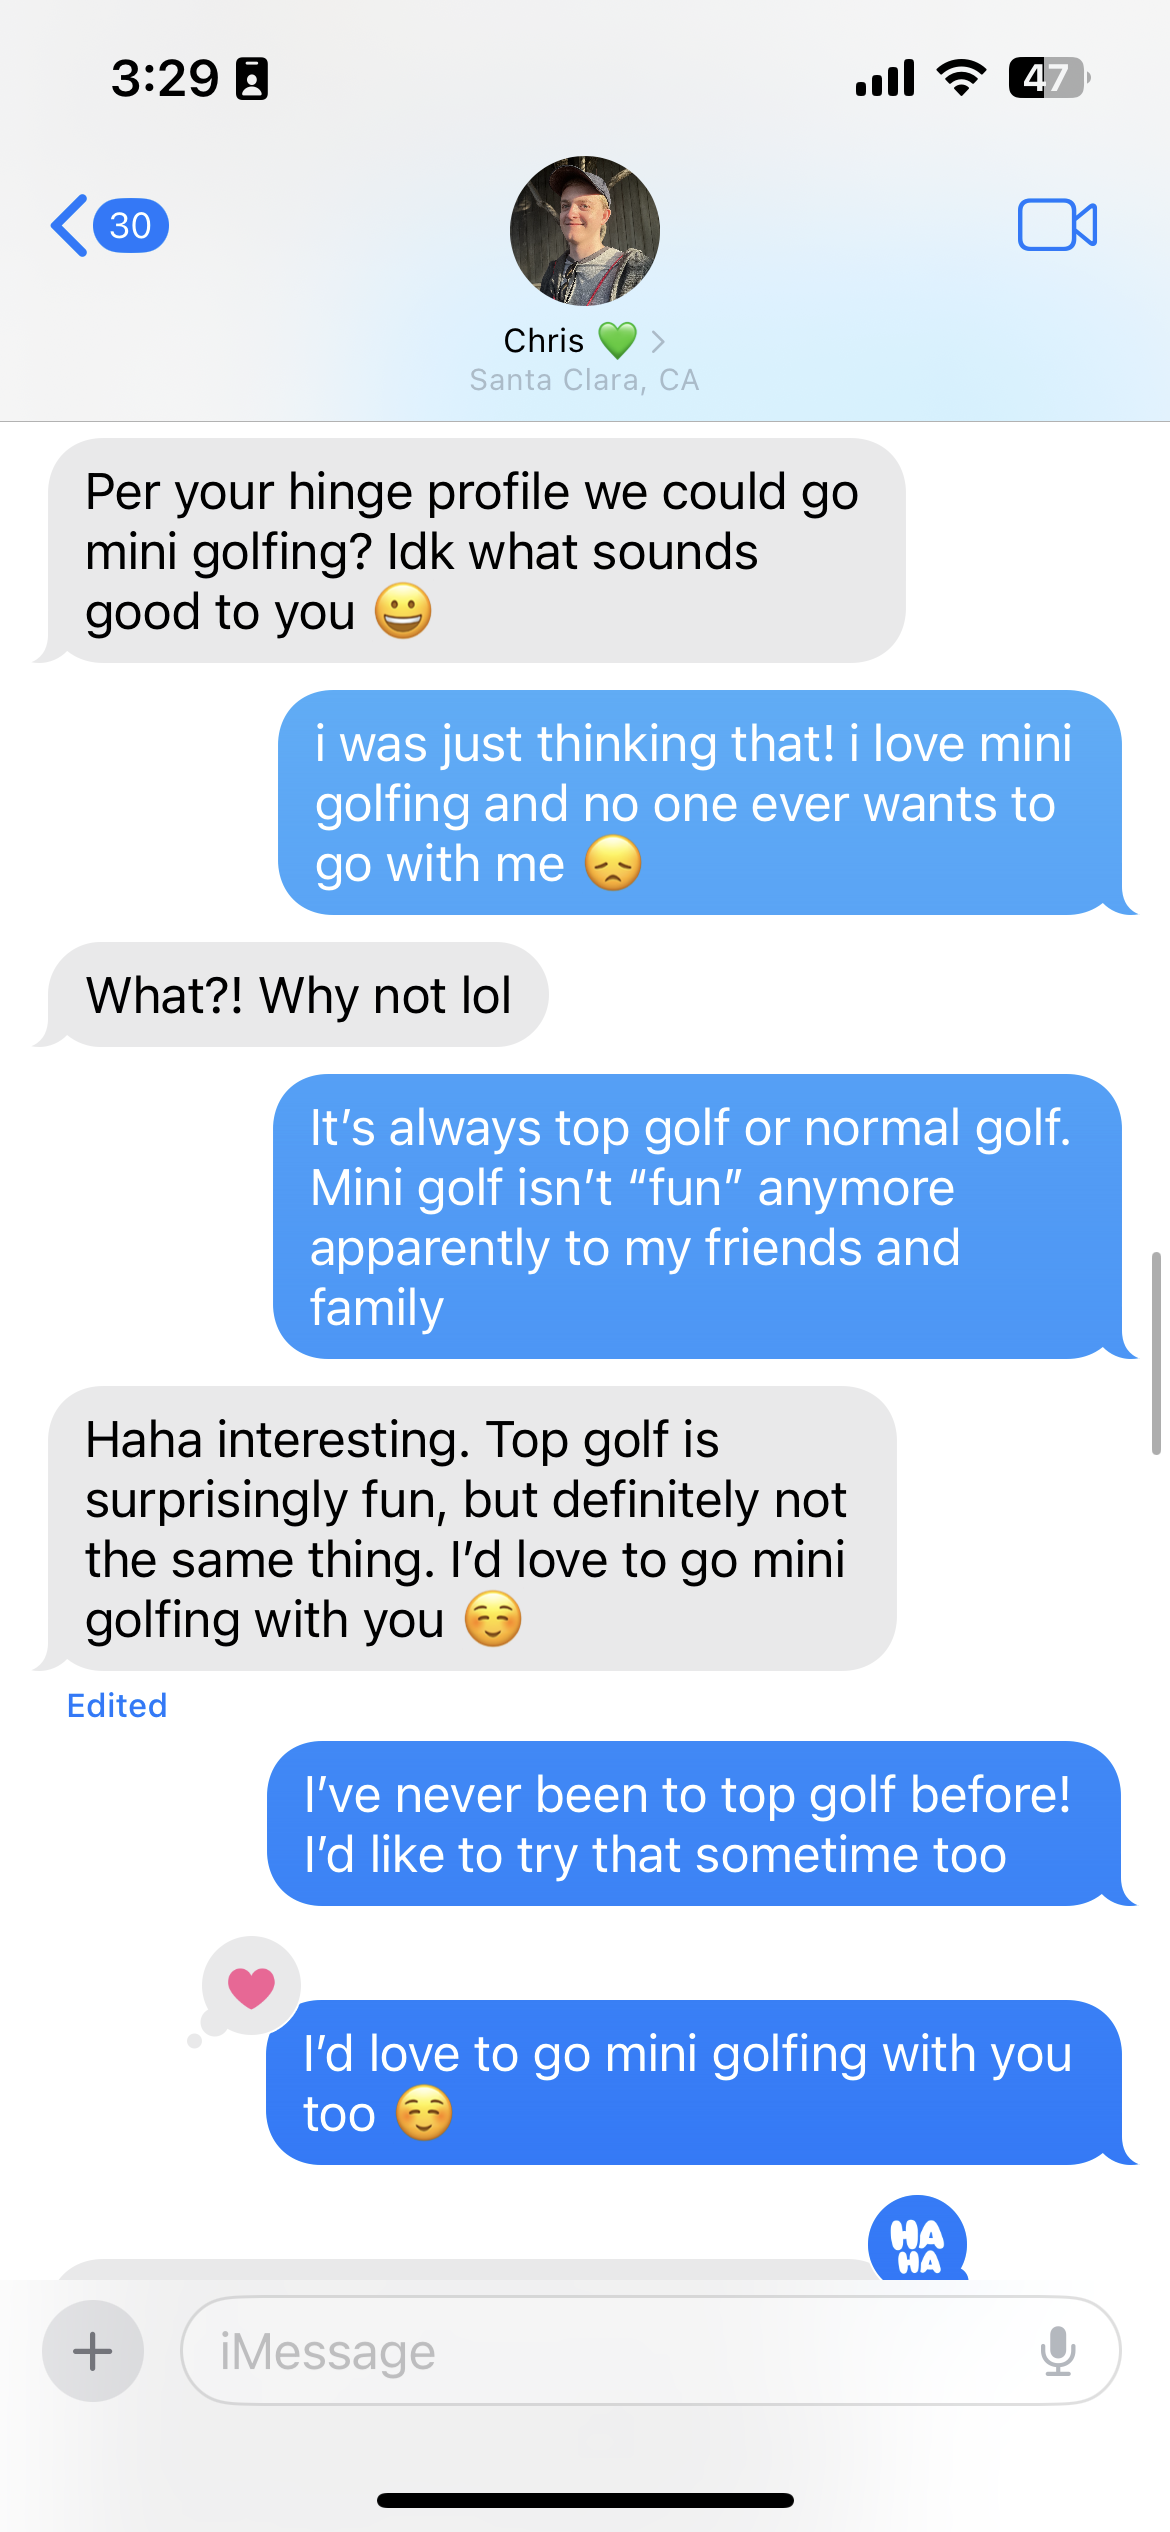 3:29
47
30
Chris 💚 >
Santa Clara, CA
Per your hinge profile we could go
mini golfing? Idk what sounds
good to you 😀
i was just thinking that! i love mini
golfing and no one ever wants to
go with me 😞
What?! Why not lol
It’s always top golf or normal golf.
Mini golf isn’t “fun” anymore
apparently to my friends and
family
Haha interesting. Top golf is
surprisingly fun, but definitely not
the same thing. I’d love to go mini
golfing with you ☺️
Edited
I’ve never been to top golf before!
I’d like to try that sometime too
I’d love to go mini golfing with you
too ☺️
HA
HA
iMessage